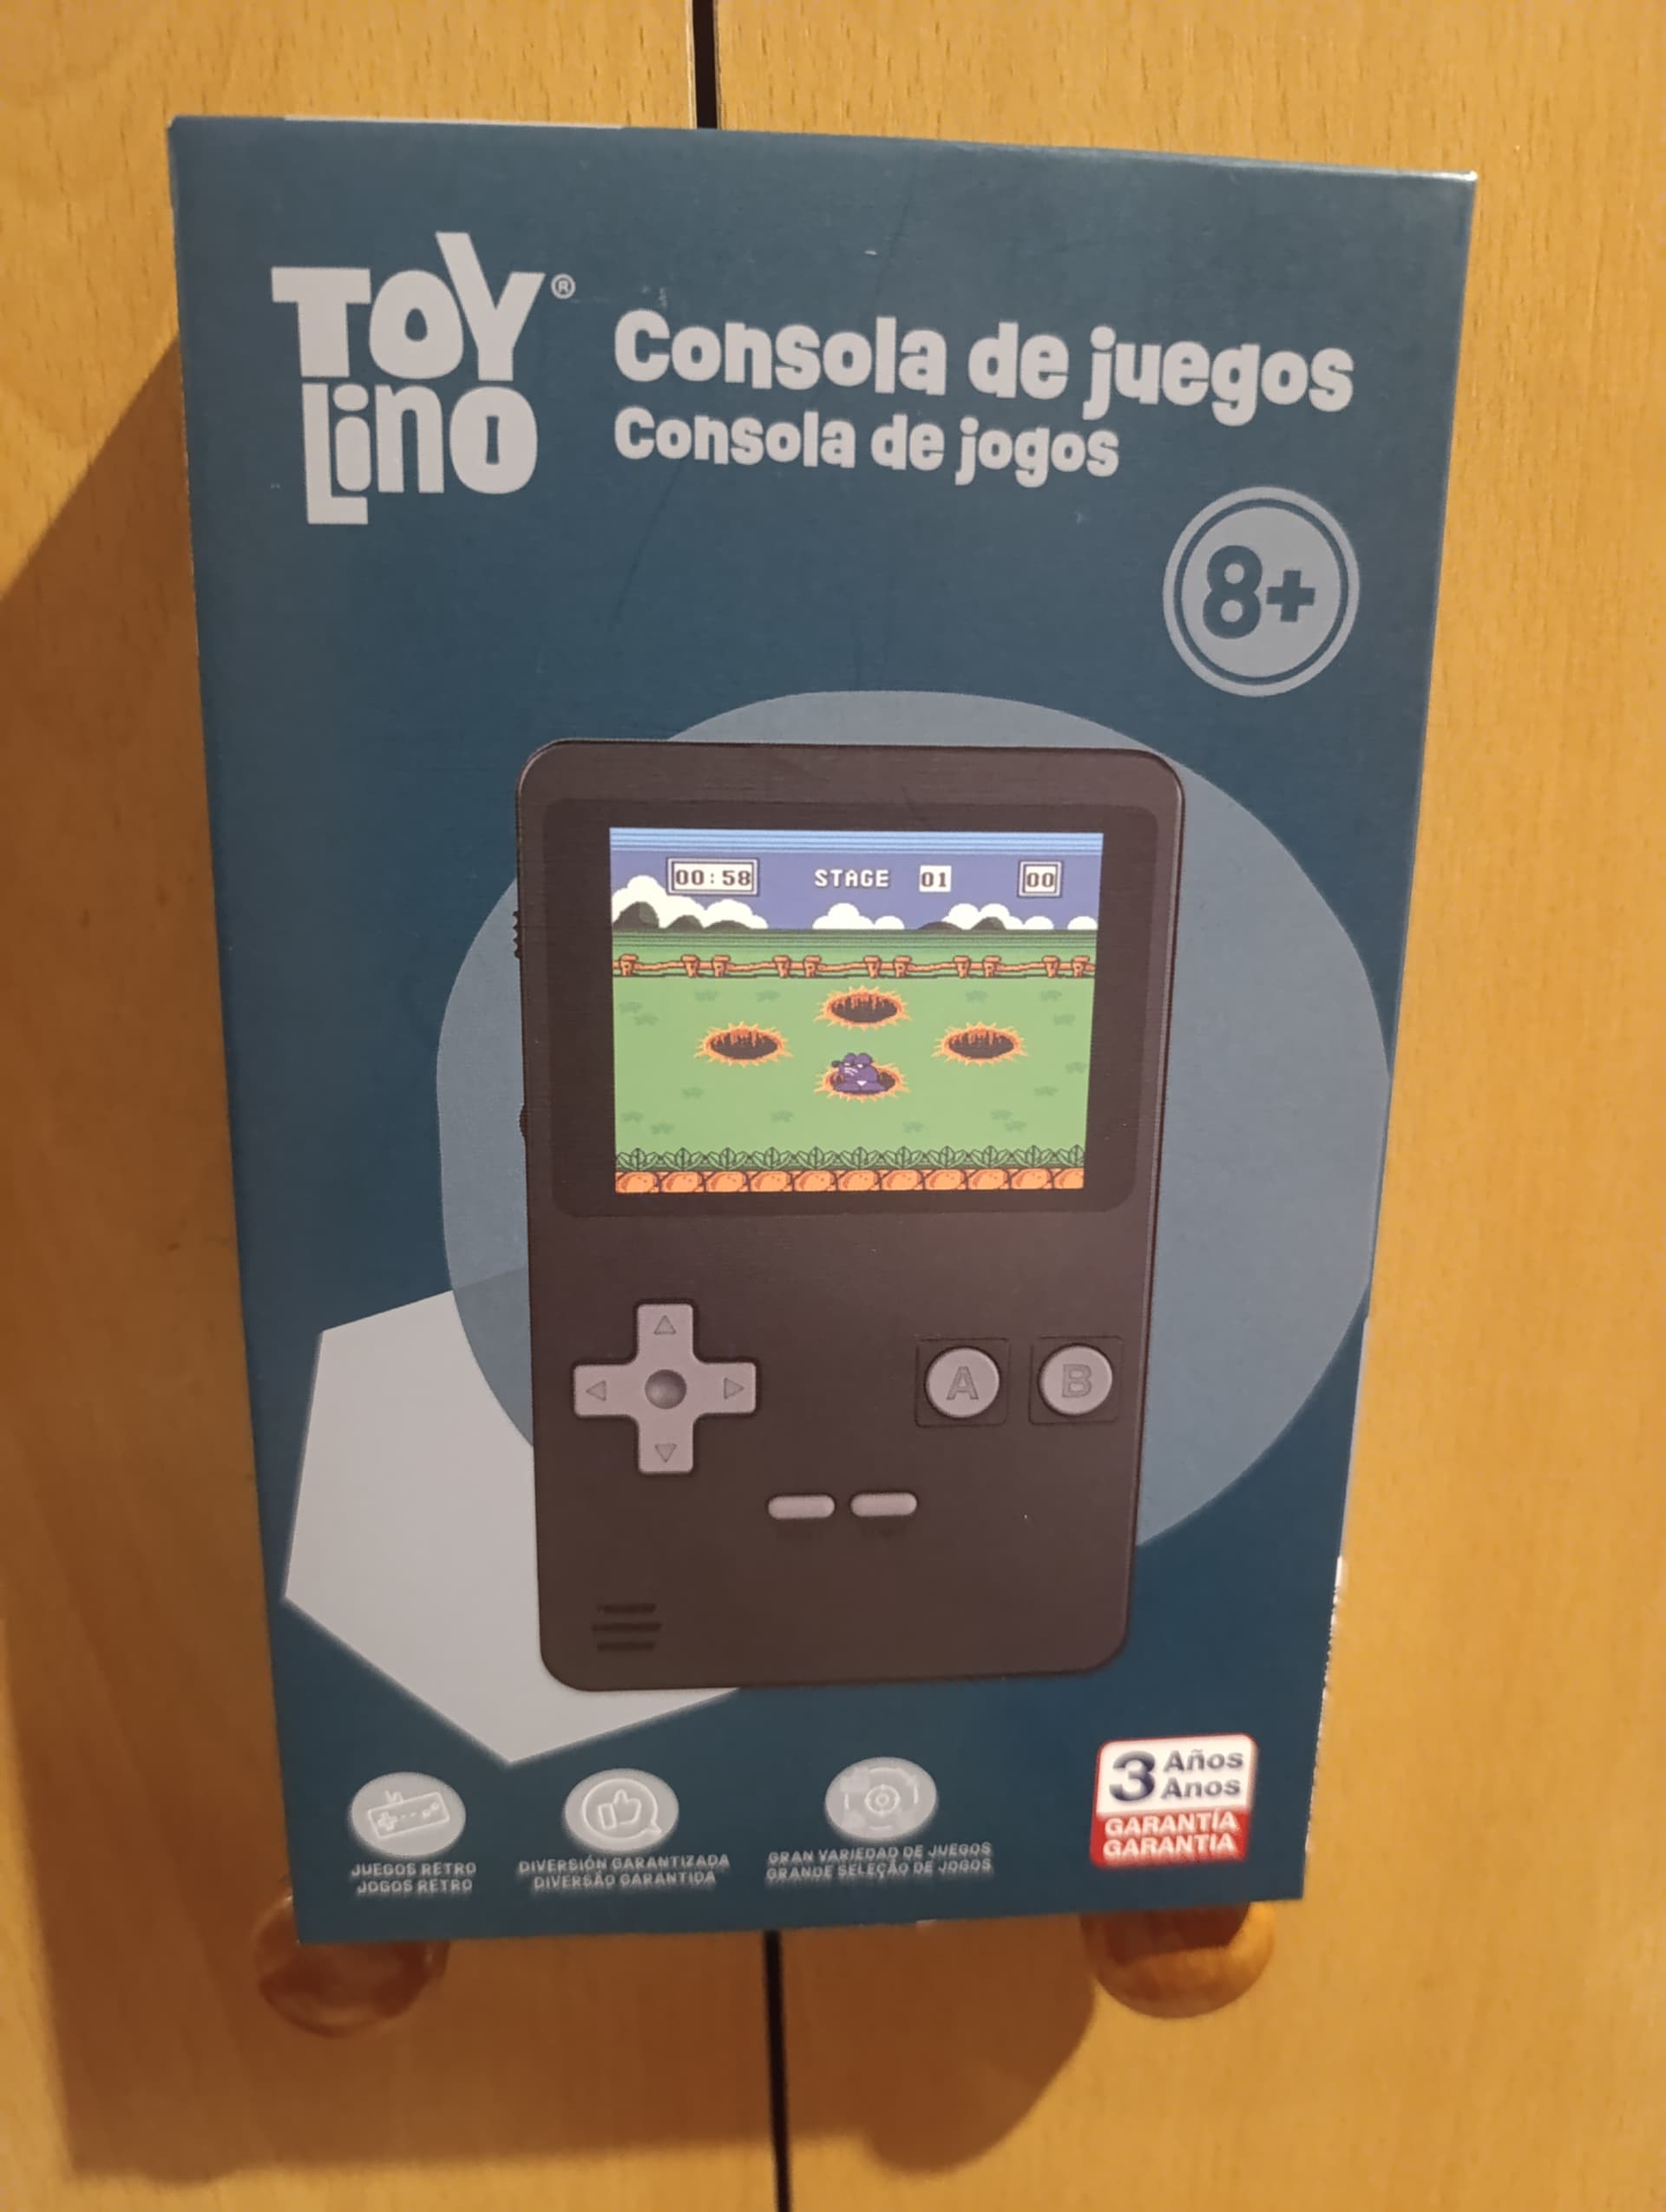 TOY
Lino®
Consola de juegos
Consola de jogos
8+
00:58 STAGE 01 00
A B
JUEGOS RETRO
JOGOS RETRO
DIVERSIÓN GARANTIZADA
DIVERSÃO GARANTIDA
GRAN VARIEDAD DE JUEGOS
GRANDE SELEÇÃO DE JOGOS
3 Años
Anos
GARANTÍA
GARANTIA